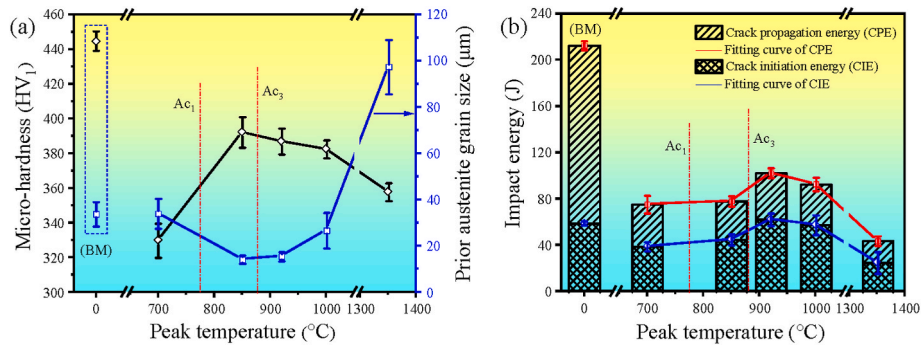 (a)
Micro-hardness (HV1)
460
440
420
400
380
360
340
320
300
(BM)
Ac1
Ac3
120
100
80
60
40
20
0
Prior austenite grain size (μm)
0
700
800
900
1000
1300
1400
Peak temperature (°C)
(b)
Impact energy (J)
240
200
160
120
80
40
0
(BM)
Crack propagation energy (CPE)
Fitting curve of CPE
Crack initiation energy (CIE)
Fitting curve of CIE
Ac1
Ac3
0
700
800
900
1000
1300
1400
Peak temperature (°C)